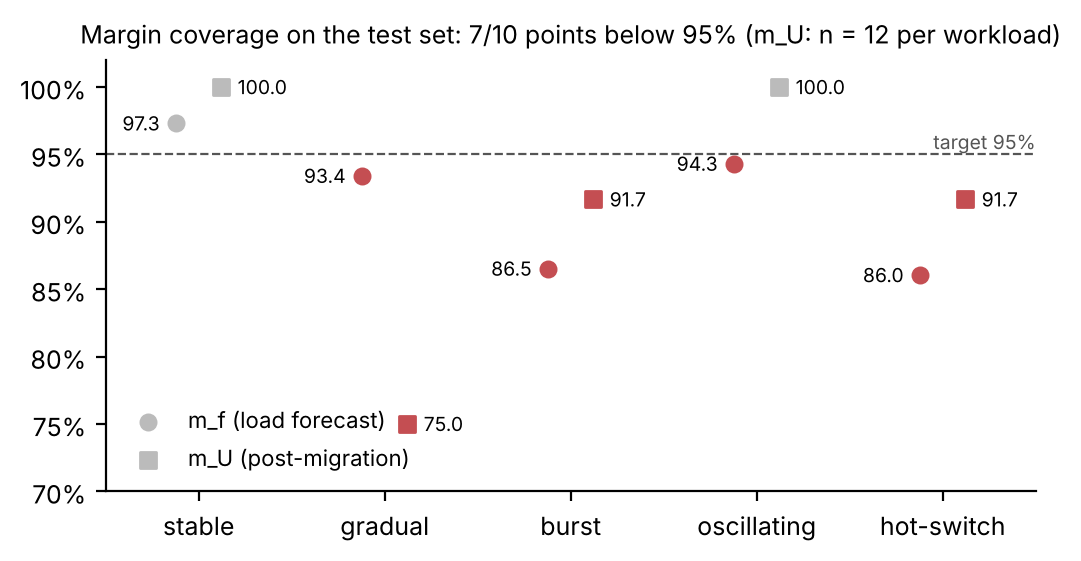 Margin coverage on the test set: 7/10 points below 95% (m_U: n = 12 per workload)
100%
95%
90%
85%
80%
75%
70%
97.3
100.0
93.4
75.0
86.5
91.7
94.3
100.0
86.0
91.7
target 95%
m_f (load forecast)
m_U (post-migration)
stable
gradual
burst
oscillating
hot-switch